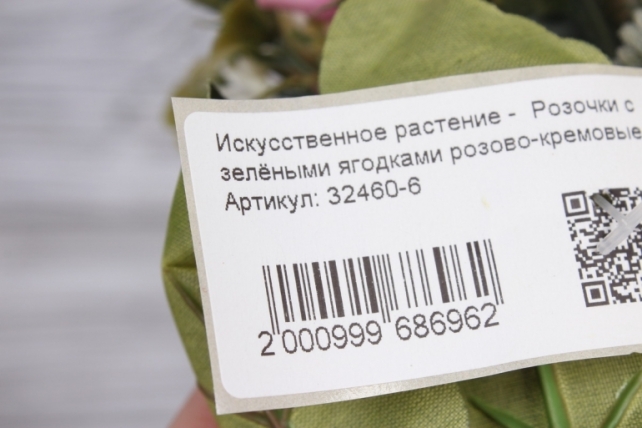 Искусственное растение - Розочки с
зелёными ягодками розово-кремовые
Артикул: 32460-6
2 000999 686962